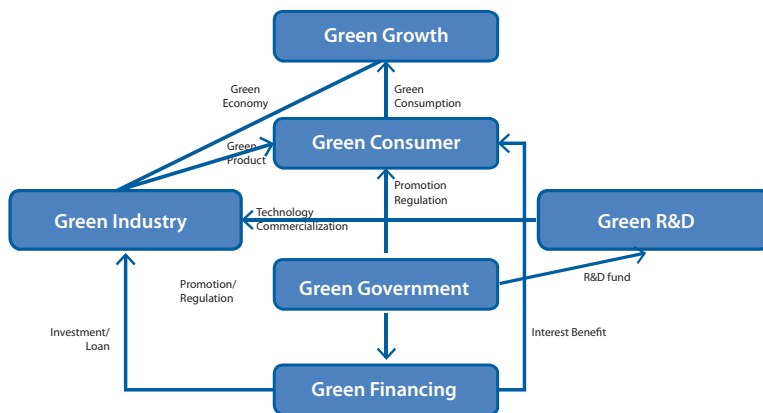 Green Growth
Green
Economy
Green
Consumption
Green Consumer
Green
Product
Promotion
Regulation
Green Industry
Technology
Commercialization
Green R&D
Promotion/
Regulation
Green Government
R&D fund
Investment/
Loan
Interest Benefit
Green Financing